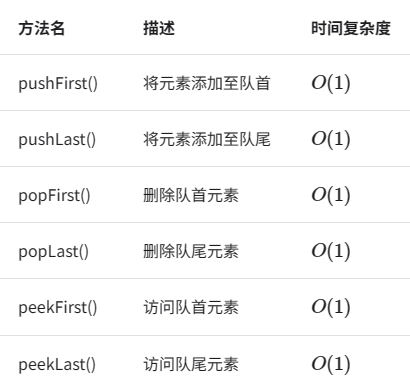 方法名 描述 时间复杂度
pushFirst() 将元素添加至队首 O(1)
pushLast() 将元素添加至队尾 O(1)
popFirst() 删除队首元素 O(1)
popLast() 删除队尾元素 O(1)
peekFirst() 访问队首元素 O(1)
peekLast() 访问队尾元素 O(1)